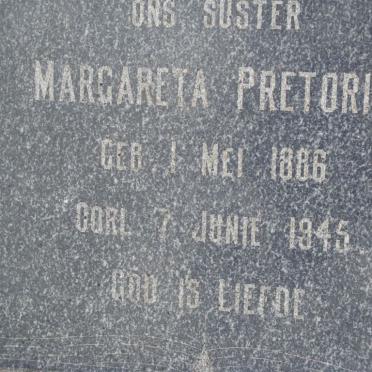 ONS SUSTER
MARGARETA PRETORI
GEB. 1 MEI 1886
OORL. 7 JUNIE 1945
GOD IS LIEFDE